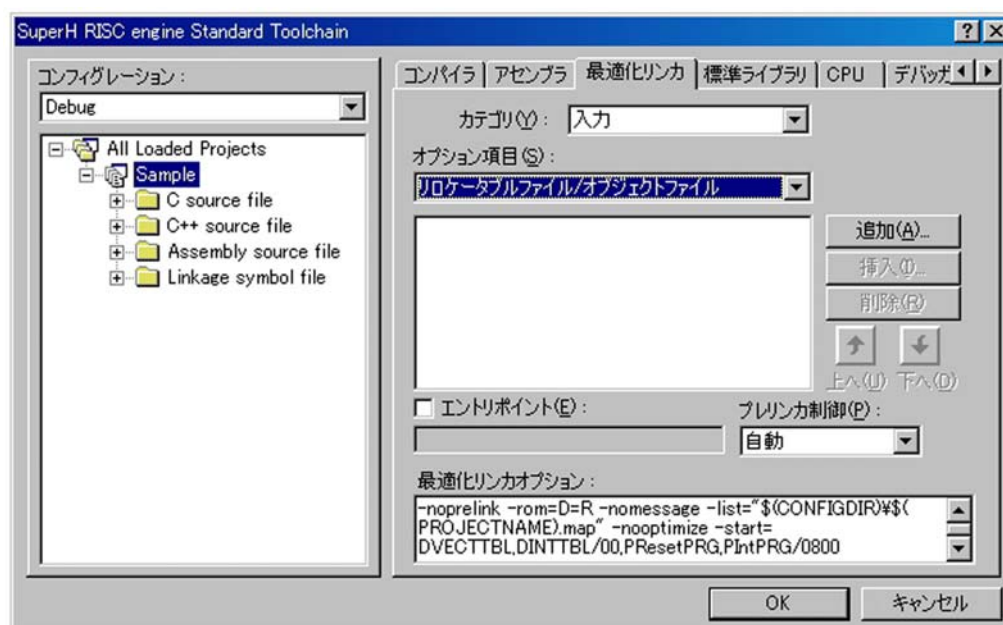 SuperH RISC engine Standard Toolchain
コンフィグレーション :
Debug
All Loaded Projects
Sample
C source file
C++ source file
Assembly source file
Linkage symbol file
コンパイラ アセンブラ 最適化リンカ 標準ライブラリ CPU デバッガ
カテゴリ(Y) : 入力
オプション項目(S) :
リロケータブルファイル/オブジェクトファイル
追加(A)...
挿入(I)...
削除(R)
上へ(U) 下へ(D)
エントリポイント(E) :
プレリンカ制御(P) :
自動
最適化リンカオプション :
-noprelink -rom=D=R -nomessage -list="$(CONFIGDIR)¥$(
PROJECTNAME).map" -nooptimize -start=
DVECTTBL,DINTTBL/00,PResetPRG,PIntPRG/0800
OK キャンセル